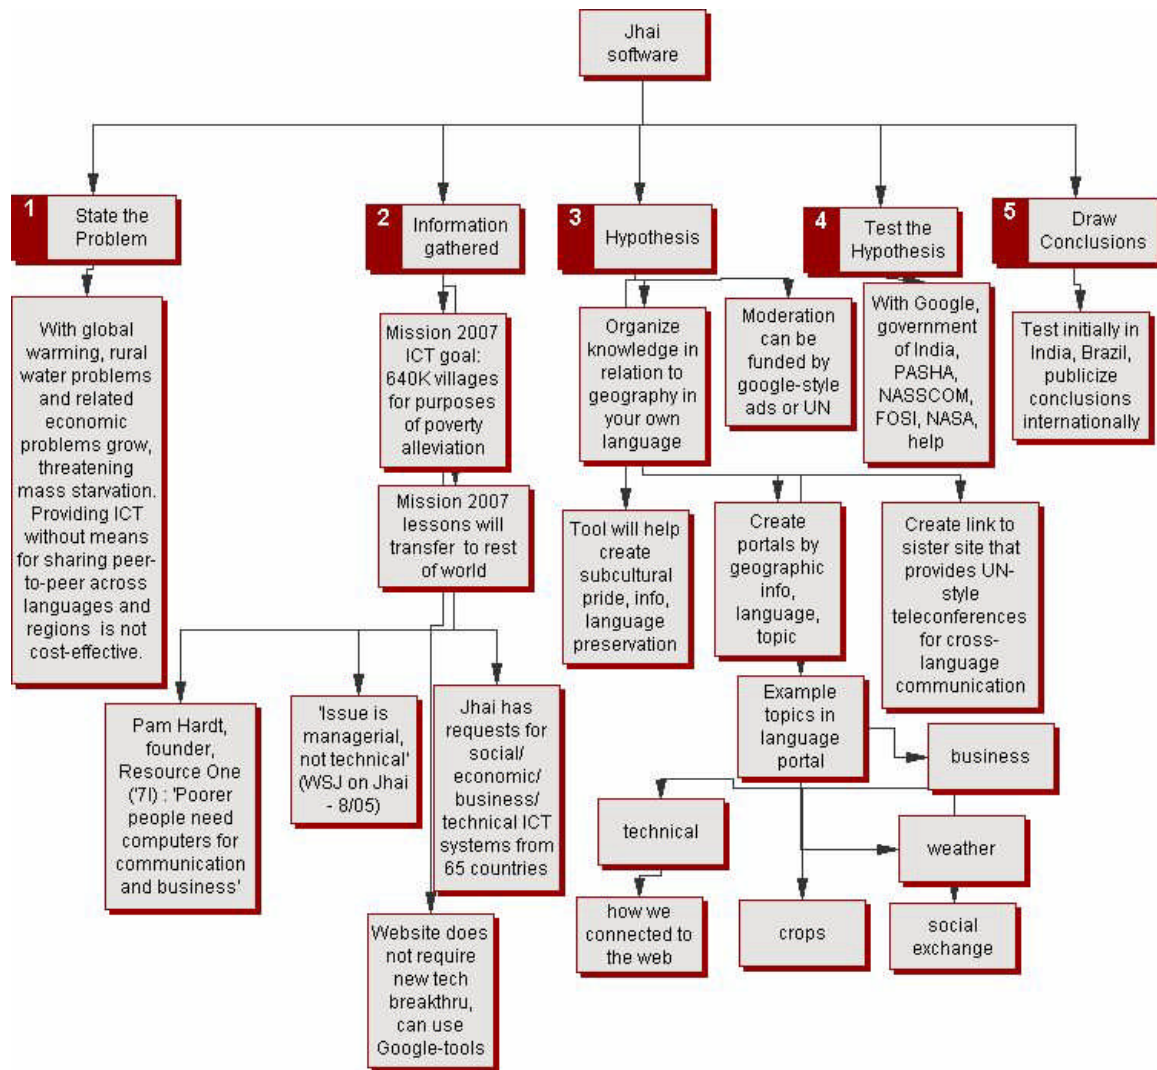 Jhai
software
1
State the
Problem
2
Information
gathered
3
Hypothesis
4
Test the
Hypothesis
5
Draw
Conclusions
With global
warming, rural
water problems
and related
economic
problems grow,
threatening
mass starvation.
Providing ICT
without means
for sharing peer-
to-peer across
languages and
regions is not
cost-effective.
Mission 2007
ICT goal:
640K villages
for purposes
of poverty
alleviation
Mission 2007
lessons will
transfer to rest
of world
Pam Hardt,
founder,
Resource One
('7I) : 'Poorer
people need
computers for
communication
and business'
'Issue is
managerial,
not technical'
(WSJ on Jhai
- 8/05)
Jhai has
requests for
social/
economic/
business/
technical ICT
systems from
65 countries
Website does
not require
new tech
breakthru,
can use
Google-tools
Organize
knowledge in
relation to
geography in
your own
language
Moderation
can be
funded by
google-style
ads or UN
Tool will help
create
subcultural
pride, info,
language
preservation
Create
portals by
geographic
info,
language,
topic
Create link to
sister site that
provides UN-
style
teleconferences
for cross-
language
communication
Example
topics in
language
portal
business
technical
weather
how we
connected to
the web
crops
social
exchange
With Google,
government
of India,
PASHA,
NASSCOM,
FOSI, NASA,
help
Test initially in
India, Brazil,
publicize
conclusions
internationally